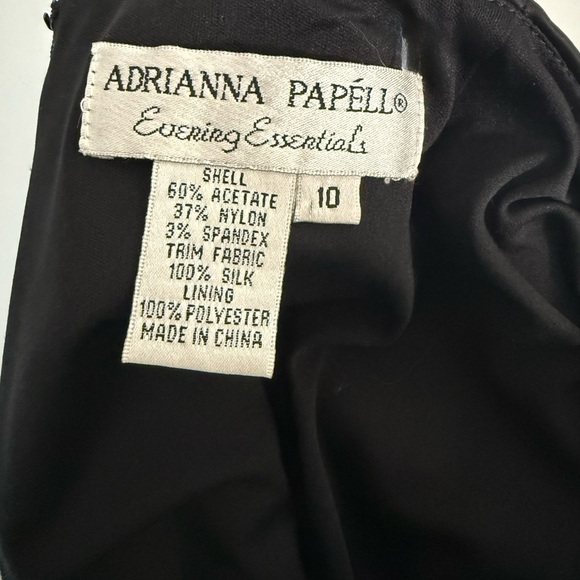 ADRIANNA PAPÉLL®
Evening Essentials
SHELL
60% ACETATE
37% NYLON
3% SPANDEX
TRIM FABRIC
100% SILK
LINING
100% POLYESTER
MADE IN CHINA
10